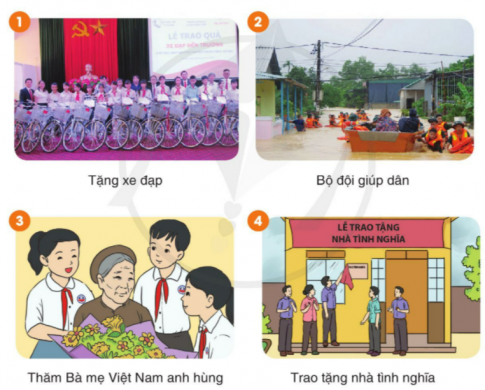 1
LỄ TRAO QUÀ
Tặng xe đạp
2
Bộ đội giúp dân
3
Thăm Bà mẹ Việt Nam anh hùng
4
LỄ TRAO TẶNG
NHÀ TÌNH NGHĨA
Trao tặng nhà tình nghĩa